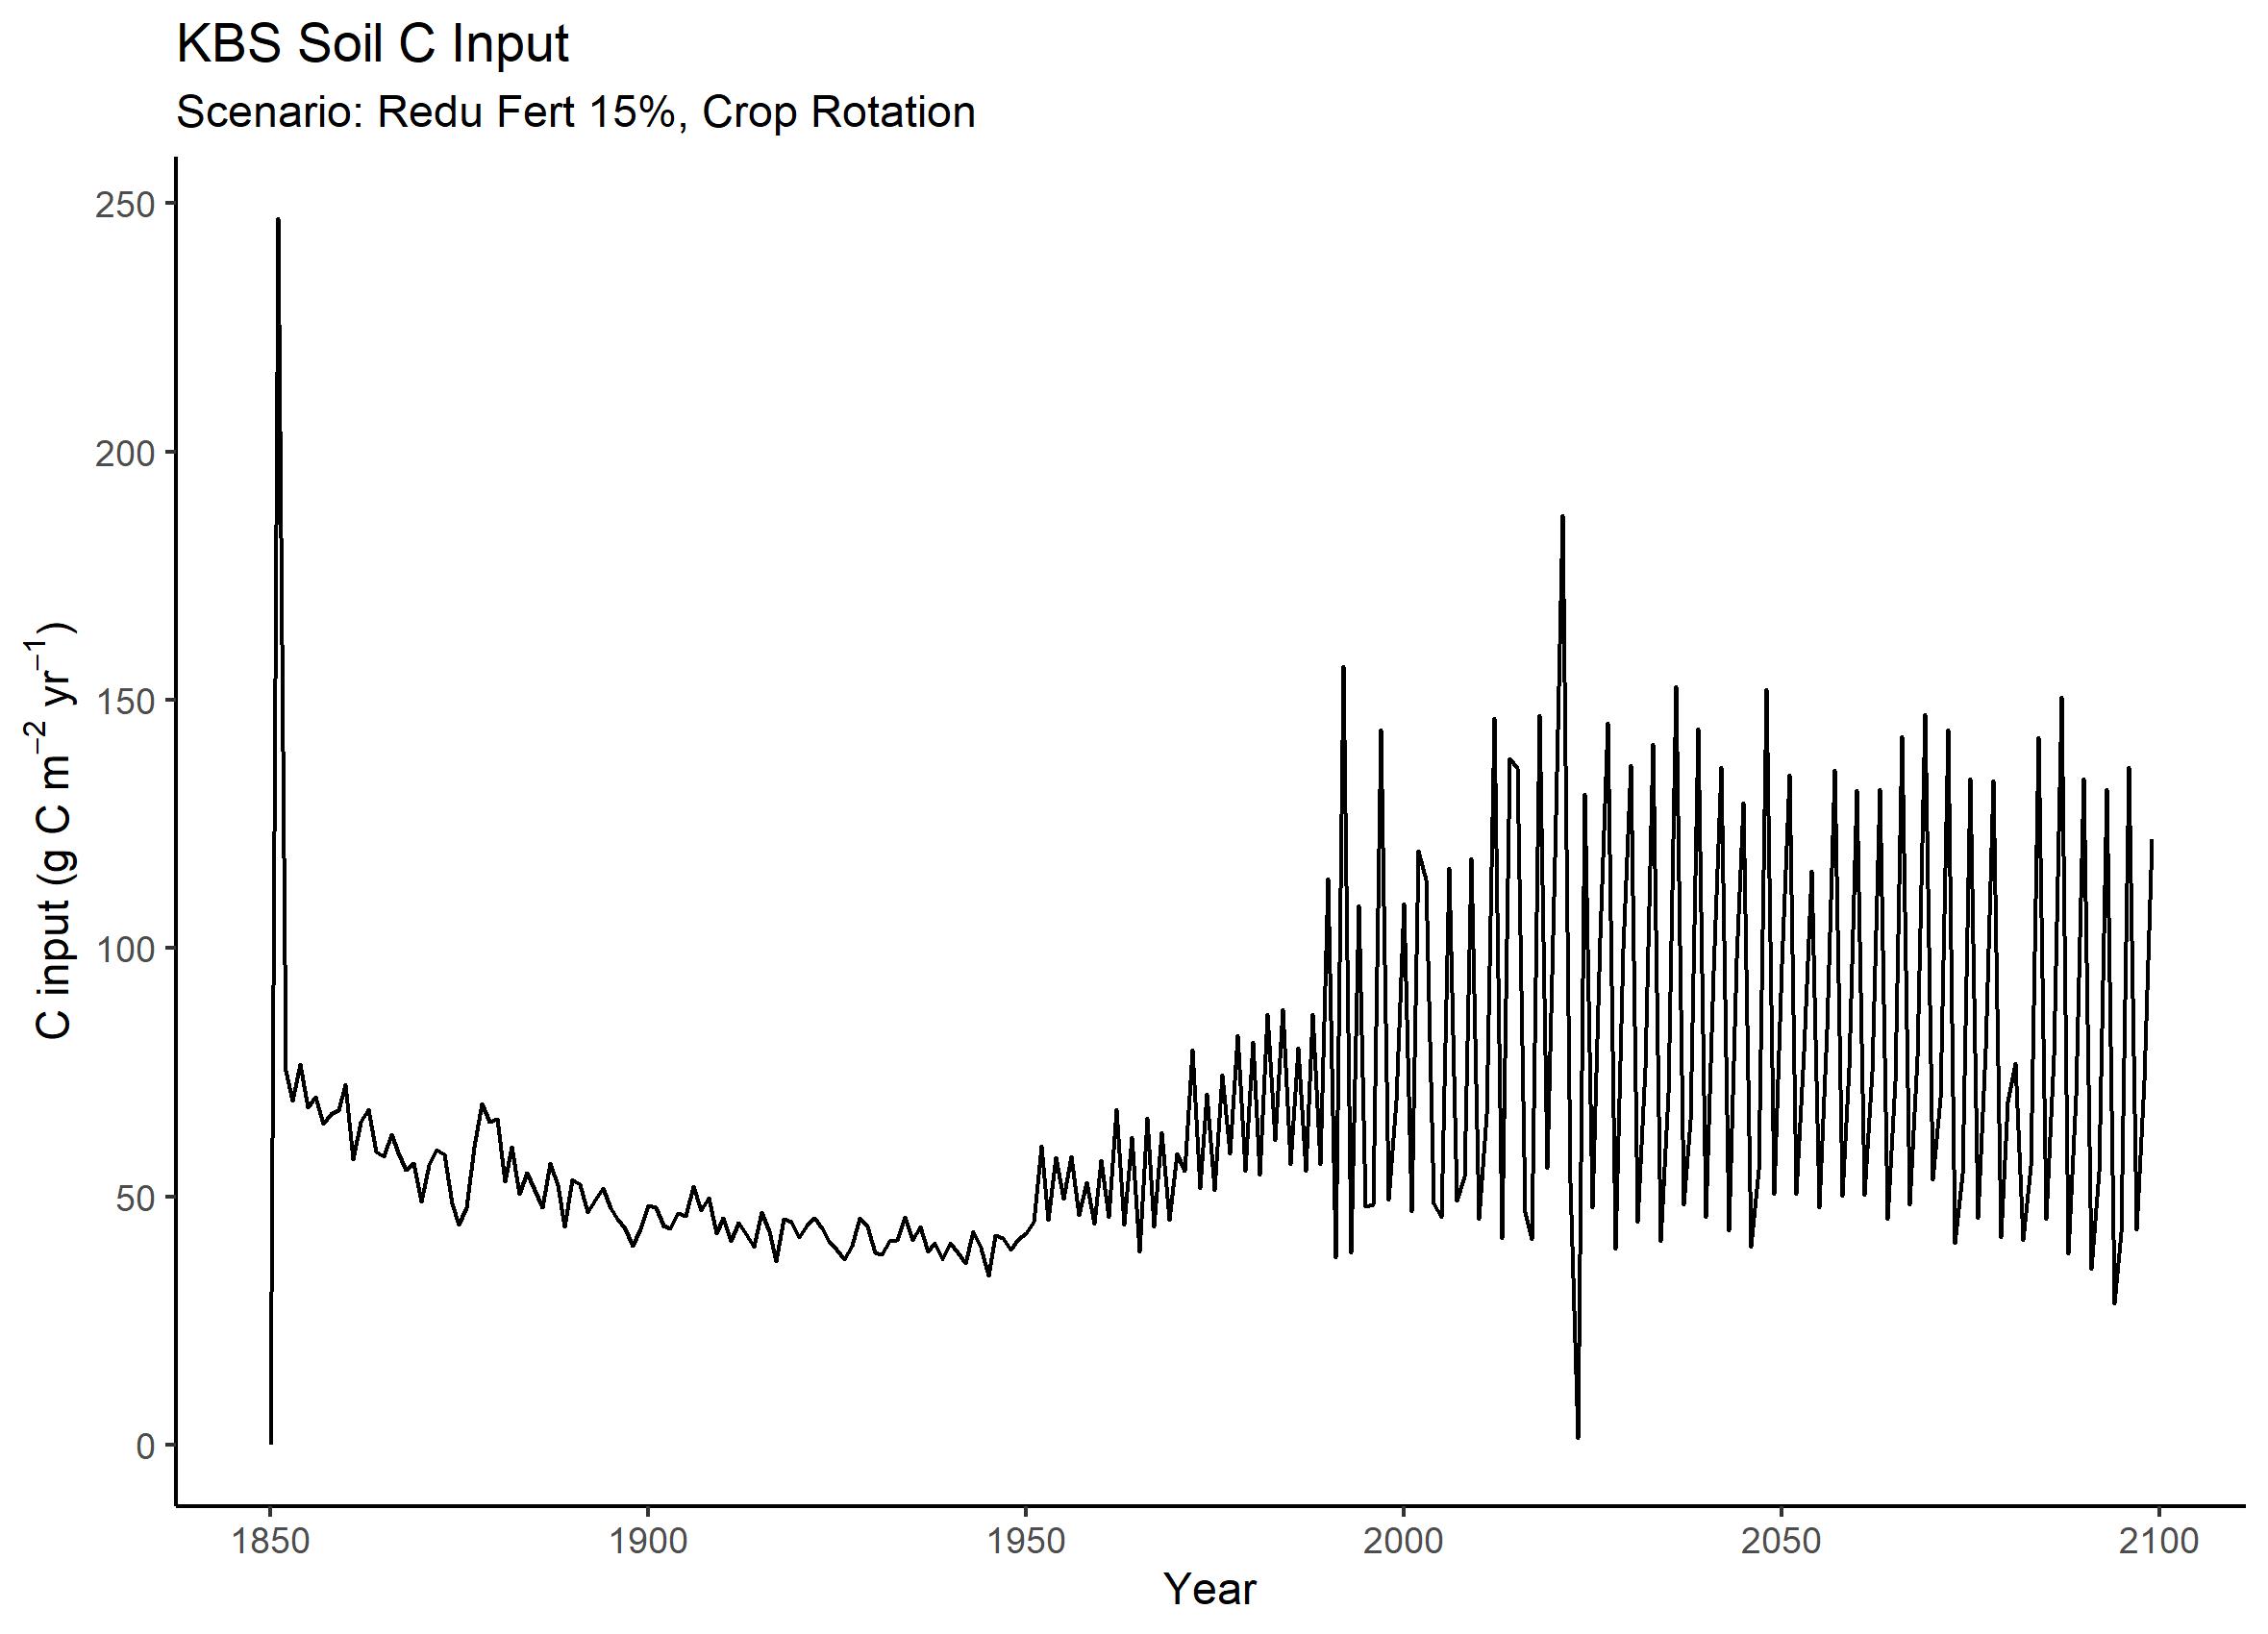 KBS Soil C Input
Scenario: Redu Fert 15%, Crop Rotation
250
200
150
100
50
0
C input (g C m⁻² yr⁻¹)
1850 1900 1950 2000 2050 2100
Year